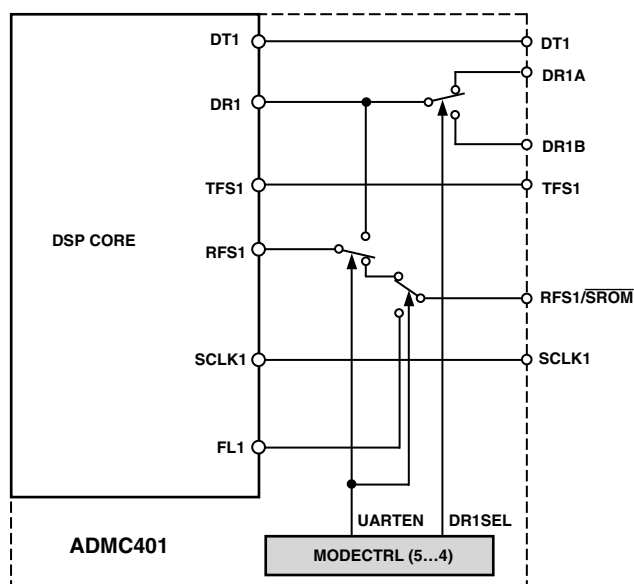 DT1
DT1
DR1A
DR1
DR1B
TFS1
TFS1
DSP CORE
RFS1
RFS1/SROM
SCLK1
SCLK1
FL1
UARTEN
DR1SEL
ADMC401
MODECTRL (5...4)